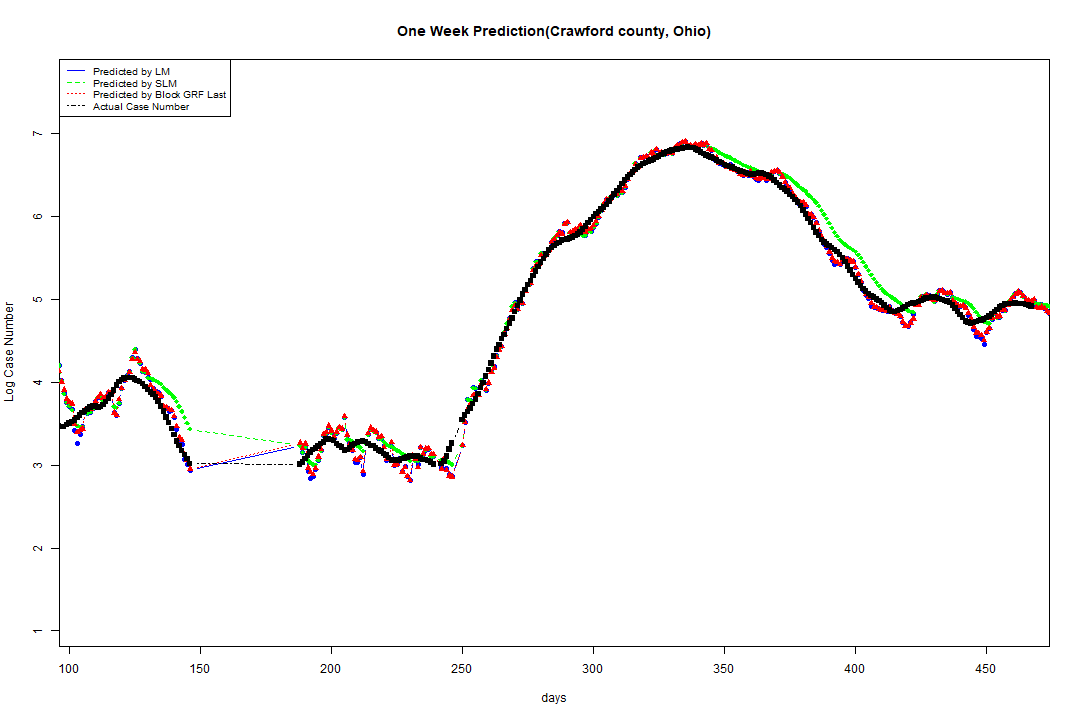 One Week Prediction(Crawford county, Ohio)
Predicted by LM
Predicted by SLM
Predicted by Block GRF Last
Actual Case Number
Log Case Number
7
6
5
4
3
2
1
100 150 200 250 300 350 400 450
days